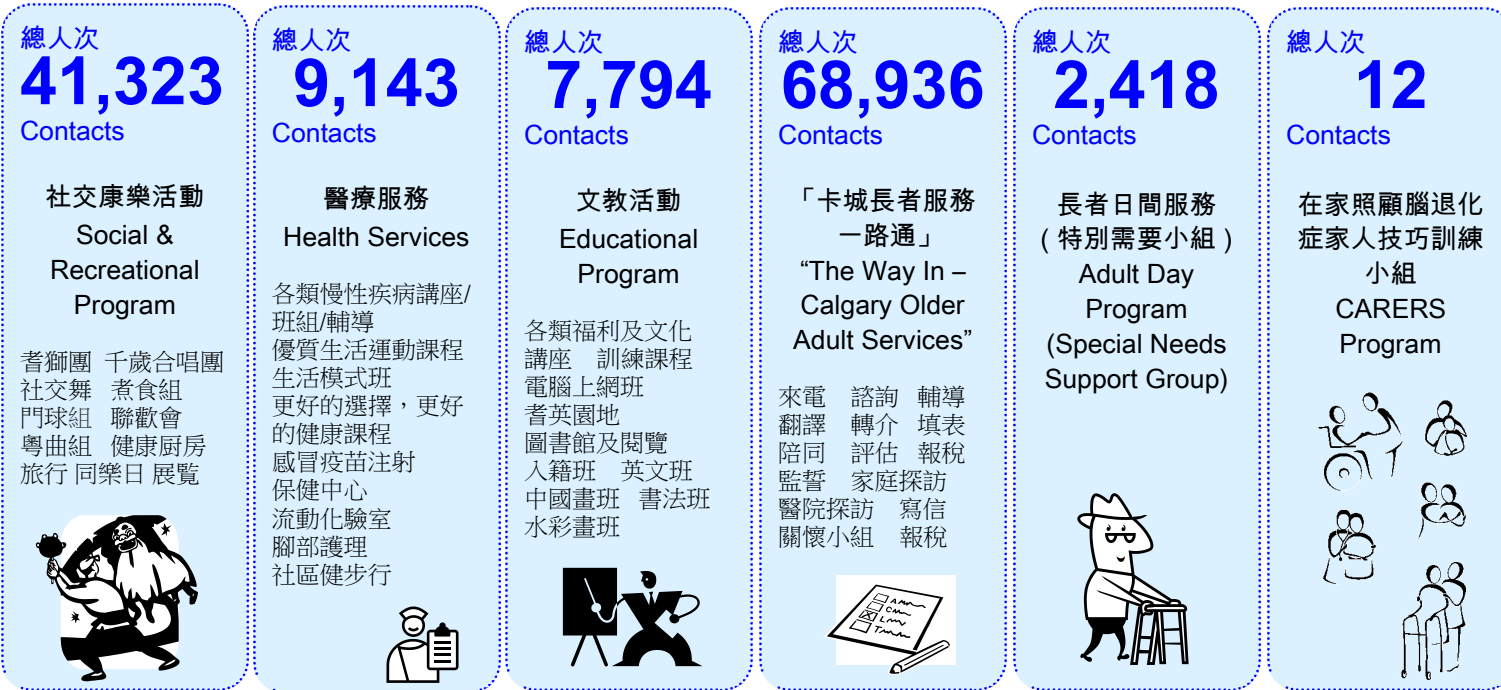 總人次
41,323
Contacts
社交康樂活動
Social &
Recreational
Program
耆獅團 千歲合唱團
社交舞 煮食組
門球組 聯歡會
粵曲組 健康厨房
旅行 同樂日 展覧
總人次
9,143
Contacts
醫療服務
Health Services
各類慢性疾病講座/
班組/輔導
優質生活運動課程
生活模式班
更好的選擇，更好
的健康課程
感冒疫苗注射
保健中心
流動化驗室
腳部護理
社區健步行
總人次
7,794
Contacts
文教活動
Educational
Program
各類福利及文化
講座 訓練課程
電腦上網班
耆英園地
圖書館及閱覽
入籍班 英文班
中國畫班 書法班
水彩畫班
總人次
68,936
Contacts
「卡城長者服務
一路通」
“The Way In –
Calgary Older
Adult Services”
來電 諮詢 輔導
翻譯 轉介 填表
陪同 評估 報稅
監誓 家庭探訪
醫院探訪 寫信
關懷小組 報稅
總人次
2,418
Contacts
長者日間服務
(特別需要小組)
Adult Day
Program
(Special Needs
Support Group)
總人次
12
Contacts
在家照顧腦退化
症家人技巧訓練
小組
CARERS
Program